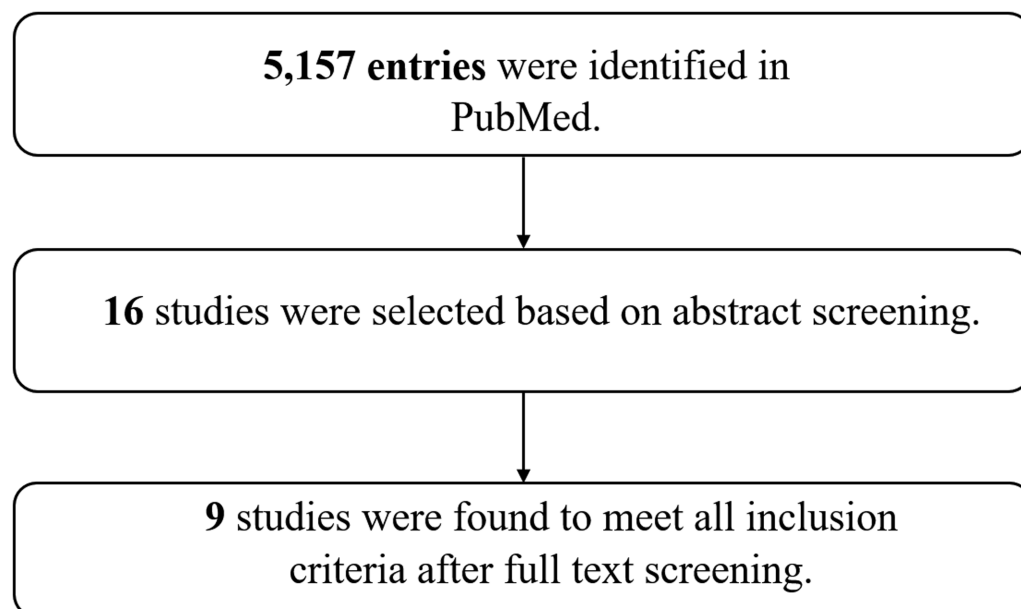 5,157 entries were identified in
PubMed.
16 studies were selected based on abstract screening.
9 studies were found to meet all inclusion
criteria after full text screening.